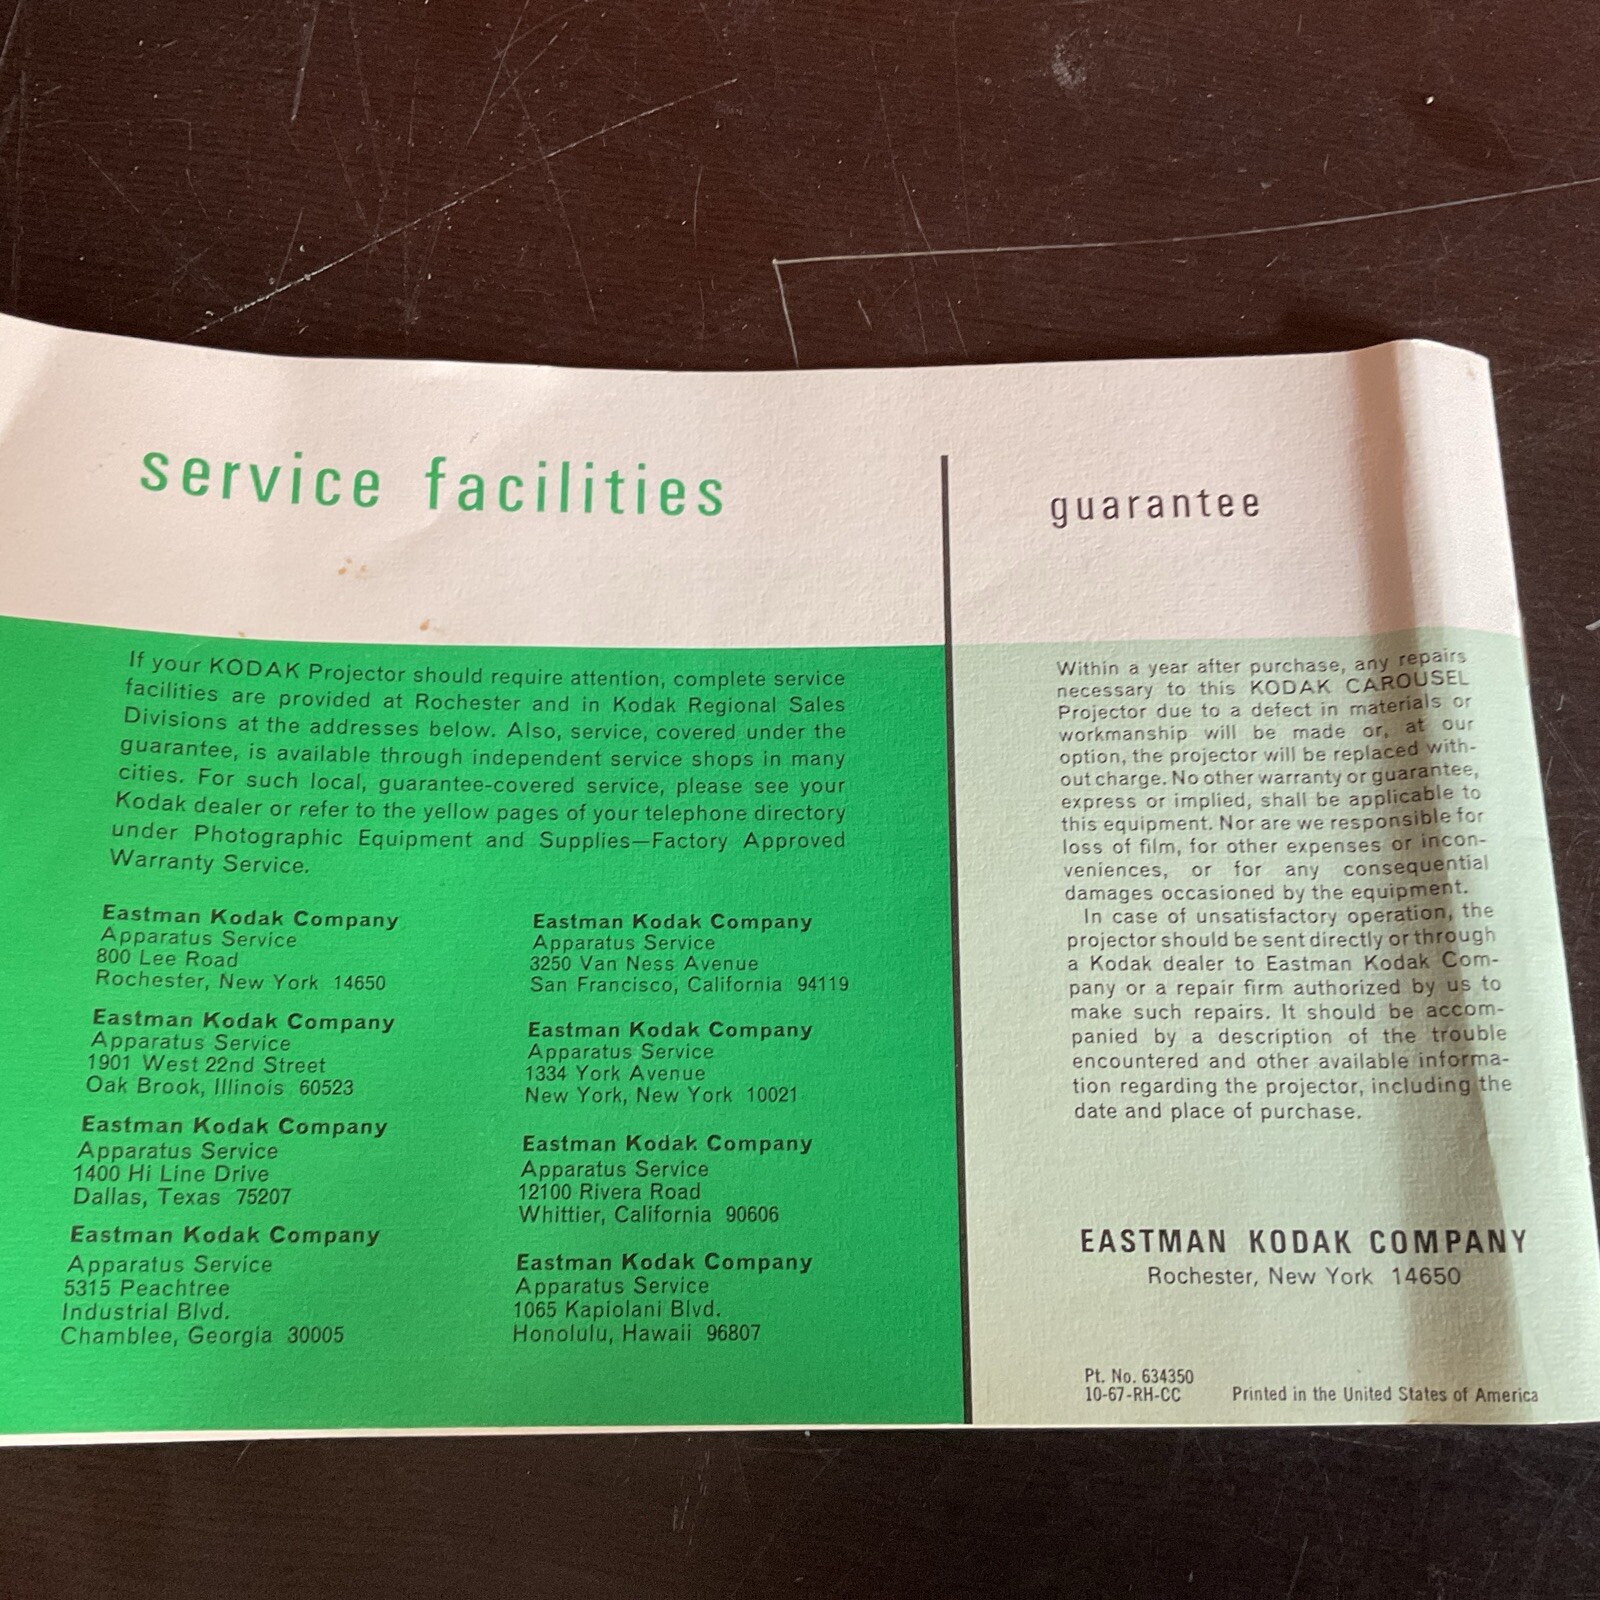 service facilities
If your KODAK Projector should require attention, complete service
facilities are provided at Rochester and in Kodak Regional Sales
Divisions at the addresses below. Also, service, covered under the
guarantee, is available through independent service shops in many
cities. For such local, guarantee-covered service, please see your
Kodak dealer or refer to the yellow pages of your telephone directory
under Photographic Equipment and Supplies—Factory Approved
Warranty Service.
Eastman Kodak Company
Apparatus Service
800 Lee Road
Rochester, New York 14650
Eastman Kodak Company
Apparatus Service
1901 West 22nd Street
Oak Brook, Illinois 60523
Eastman Kodak Company
Apparatus Service
1400 Hi Line Drive
Dallas, Texas 75207
Eastman Kodak Company
Apparatus Service
5315 Peachtree
Industrial Blvd.
Chamblee, Georgia 30005
Eastman Kodak Company
Apparatus Service
3250 Van Ness Avenue
San Francisco, California 94119
Eastman Kodak Company
Apparatus Service
1334 York Avenue
New York, New York 10021
Eastman Kodak Company
Apparatus Service
12100 Rivera Road
Whittier, California 90606
Eastman Kodak Company
Apparatus Service
1065 Kapiolani Blvd.
Honolulu, Hawaii 96807
guarantee
Within a year after purchase, any repairs
necessary to this KODAK CAROUSEL
Projector due to a defect in materials or
workmanship will be made or, at our
option, the projector will be replaced with-
out charge. No other warranty or guarantee,
express or implied, shall be applicable to
this equipment. Nor are we responsible for
loss of film, for other expenses or incon-
veniences, or for any consequential
damages occasioned by the equipment.
In case of unsatisfactory operation, the
projector should be sent directly or through
a Kodak dealer to Eastman Kodak Com-
pany or a repair firm authorized by us to
make such repairs. It should be accom-
panied by a description of the trouble
encountered and other available informa-
tion regarding the projector, including the
date and place of purchase.
EASTMAN KODAK COMPANY
Rochester, New York 14650
Pt. No. 634350
10-67-RH-CC Printed in the United States of America